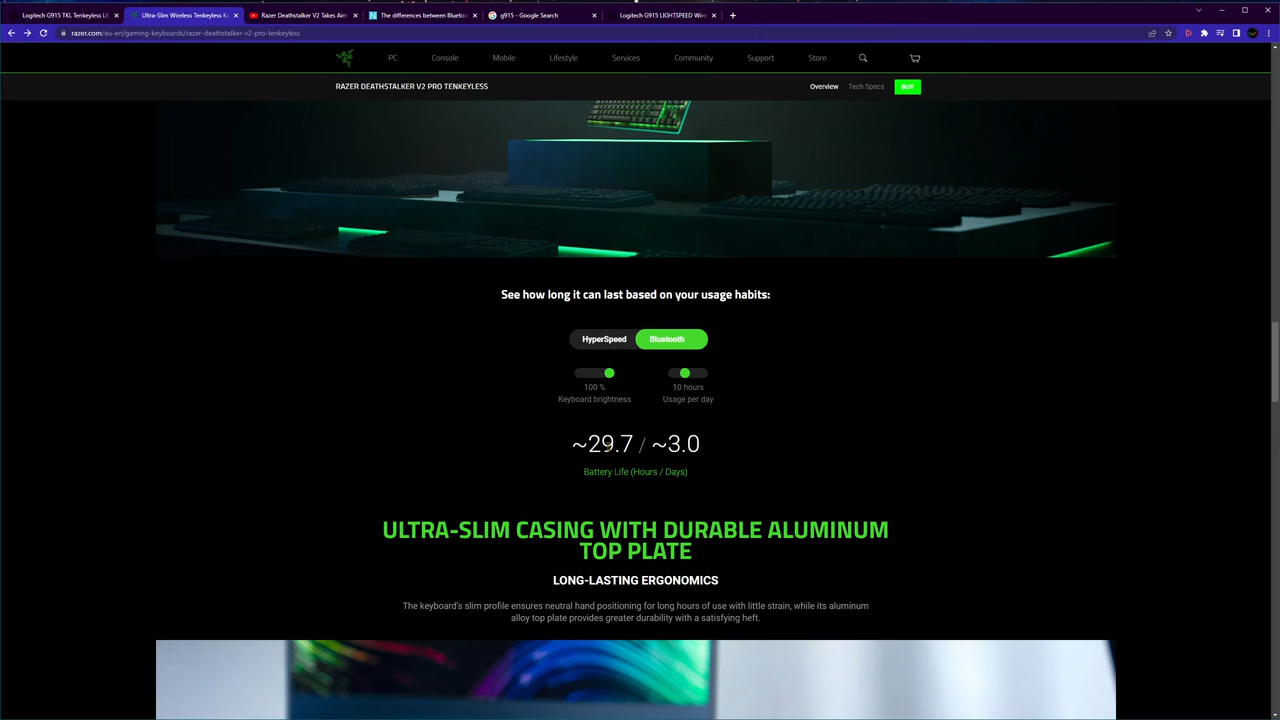 Logitech G915 TKL Tenkeyless LI
Ultra-Slim Wireless Tenkeyless K
Razer Deathstalker V2 Takes Aim
The differences between Bluetoo
g915 - Google Search
Logitech G915 LIGHTSPEED Wire
razer.com/eu-en/gaming-keyboards/razer-deathstalker-v2-pro-tenkeyless
PC Console Mobile Lifestyle Services Community Support Store
RAZER DEATHSTALKER V2 PRO TENKEYLESS Overview Tech Specs BUY
See how long it can last based on your usage habits:
HyperSpeed Bluetooth
100 % 10 hours
Keyboard brightness Usage per day
~29.7 / ~3.0
Battery Life (Hours / Days)
ULTRA-SLIM CASING WITH DURABLE ALUMINUM
TOP PLATE
LONG-LASTING ERGONOMICS
The keyboard's slim profile ensures neutral hand positioning for long hours of use with little strain, while its aluminum
alloy top plate provides greater durability with a satisfying heft.